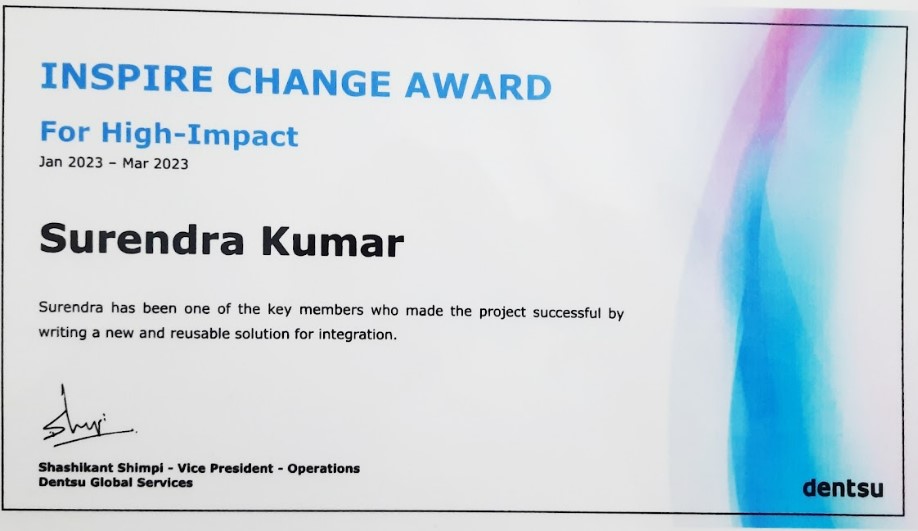 INSPIRE CHANGE AWARD
For High-Impact
Jan 2023 – Mar 2023
Surendra Kumar
Surendra has been one of the key members who made the project successful by
writing a new and reusable solution for integration.
Shashikant Shimpi - Vice President - Operations
Dentsu Global Services
dentsu